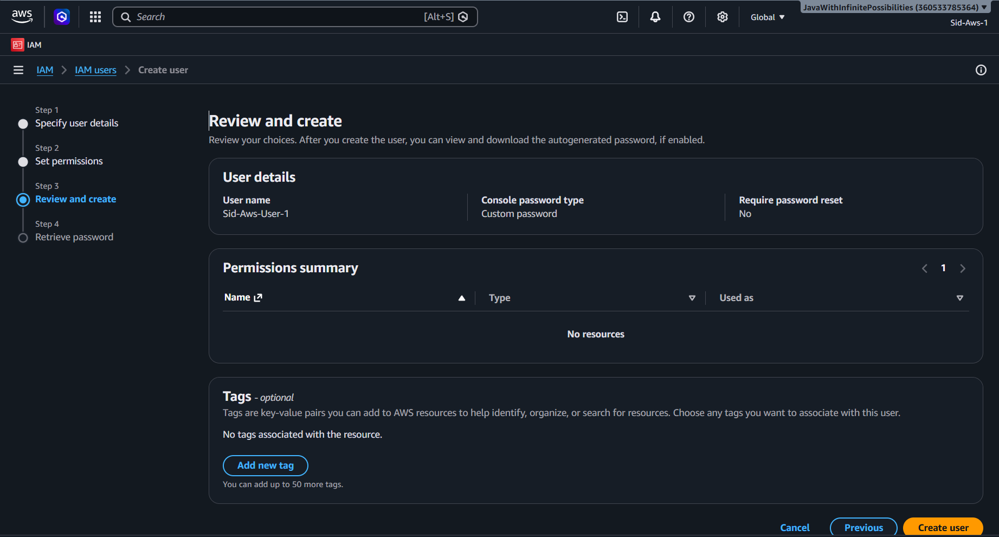 aws
Search [Alt+S]
Global
JavaWithInfinitePossibilities (360533785364)
Sid-Aws-1
IAM
IAM IAM users Create user
Step 1
Specify user details
Step 2
Set permissions
Step 3
Review and create
Step 4
Retrieve password
Review and create
Review your choices. After you create the user, you can view and download the autogenerated password, if enabled.
User details
User name Console password type Require password reset
Sid-Aws-User-1 Custom password No
Permissions summary 1
Name Type Used as
No resources
Tags - optional
Tags are key-value pairs you can add to AWS resources to help identify, organize, or search for resources. Choose any tags you want to associate with this user.
No tags associated with the resource.
Add new tag
You can add up to 50 more tags.
Cancel Previous Create user